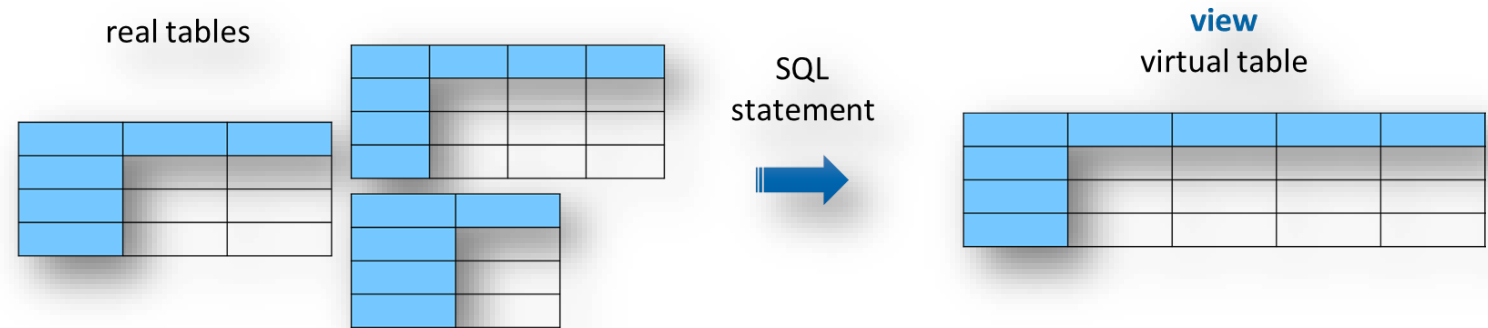 real tables
SQL
statement
view
virtual table